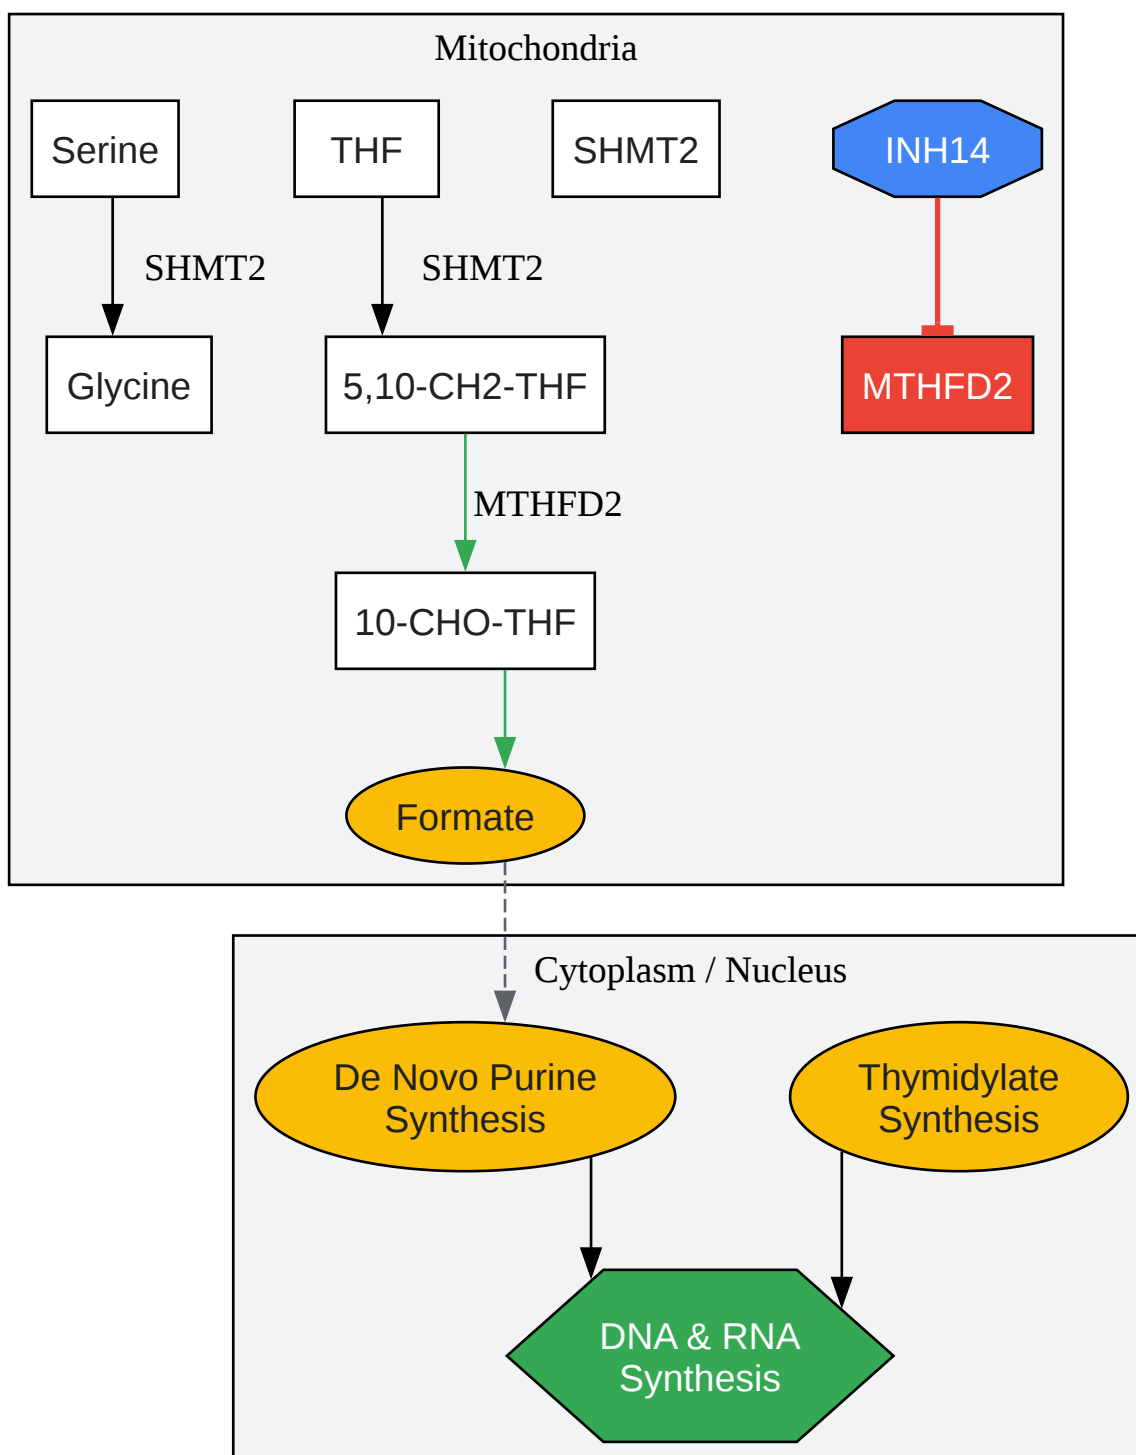 Mitochondria
Serine
THF
SHMT2
INH14
SHMT2
SHMT2
Glycine
5,10-CH2-THF
MTHFD2
MTHFD2
10-CHO-THF
Formate
Cytoplasm / Nucleus
De Novo Purine
Synthesis
Thymidylate
Synthesis
DNA & RNA
Synthesis